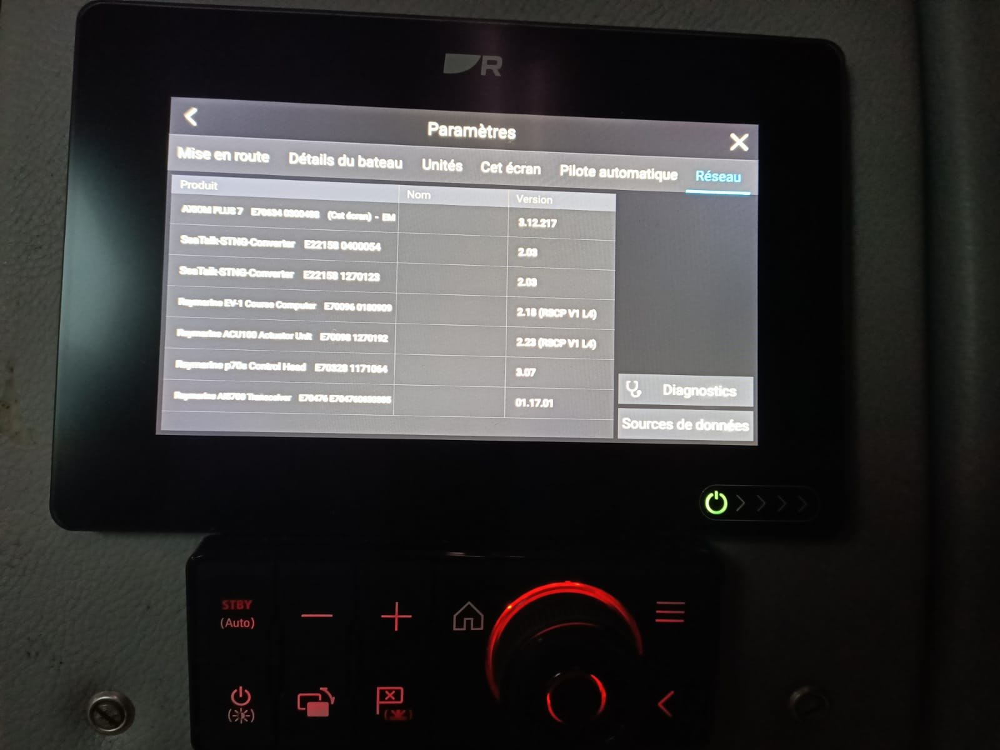 R
Paramètres
Mise en route Détails du bateau Unités Cet écran Pilote automatique Réseau
Produit Nom Version
AXIOM PLUS 7 E70634 0300498 (Cet écran) - EM 3.12.217
SeaTalk-STNG-Converter E22158 0400054 2.03
SeaTalk-STNG-Converter E22158 1270123 2.03
Raymarine EV-1 Course Computer E70096 0180909 2.18 (RSCP V1 L4)
Raymarine ACU100 Actuator Unit E70098 1270192 2.23 (RSCP V1 L4)
Raymarine p70s Control Head E70328 1171064 3.07
Raymarine AIS700 Transceiver E70476 01.17.01
Diagnostics
Sources de données
STBY
(Auto)